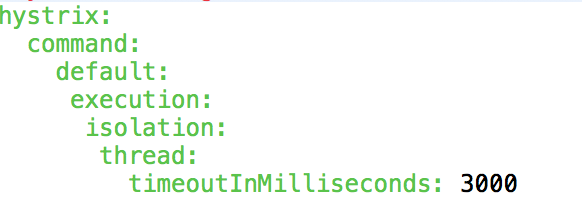 hystrix:
  command:
    default:
     execution:
      isolation:
       thread:
         timeoutInMilliseconds: 3000